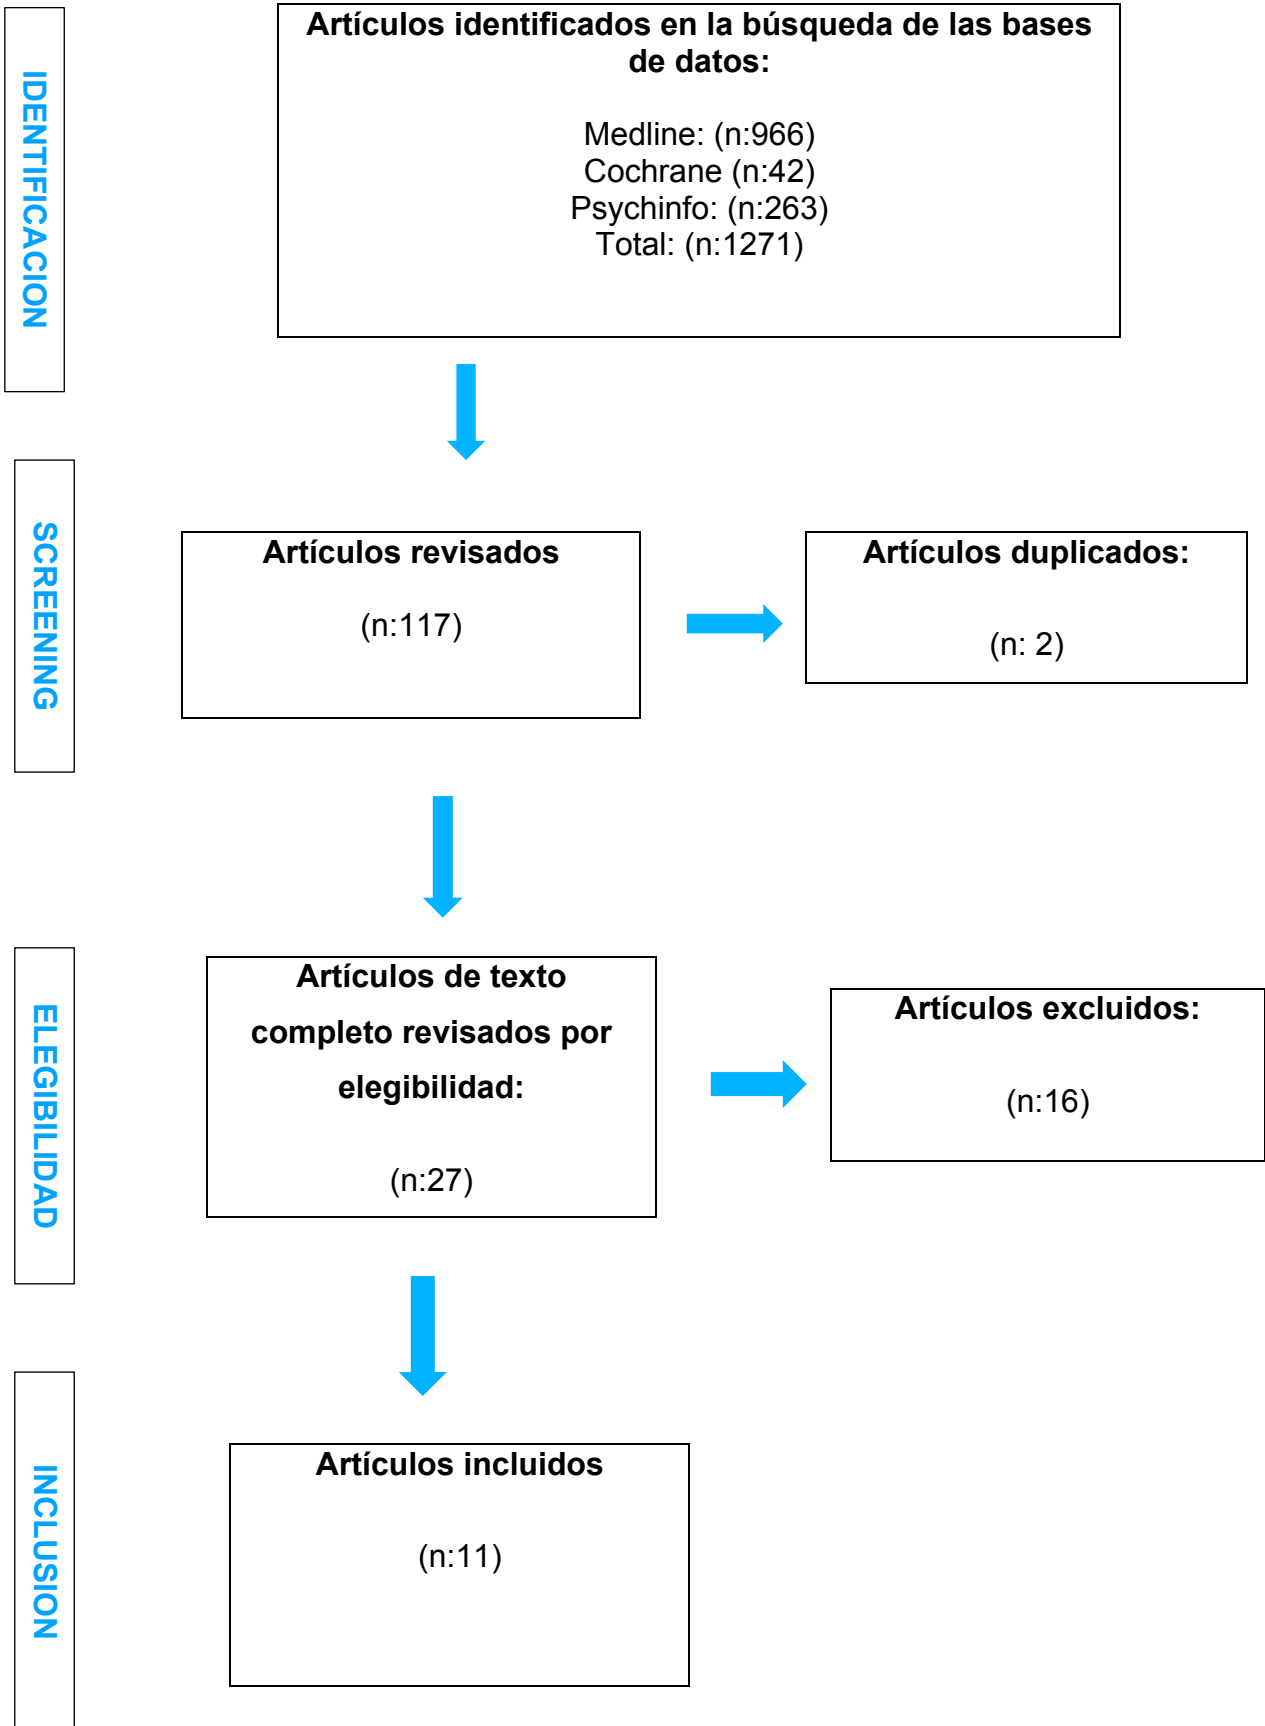 IDENTIFICACION
Artículos identificados en la búsqueda de las bases
de datos:
Medline: (n:966)
Cochrane (n:42)
Psychinfo: (n:263)
Total: (n:1271)
SCREENING
Artículos revisados
(n:117)
Artículos duplicados:
(n: 2)
ELEGIBILIDAD
Artículos de texto
completo revisados por
elegibilidad:
(n:27)
Artículos excluidos:
(n:16)
INCLUSION
Artículos incluidos
(n:11)